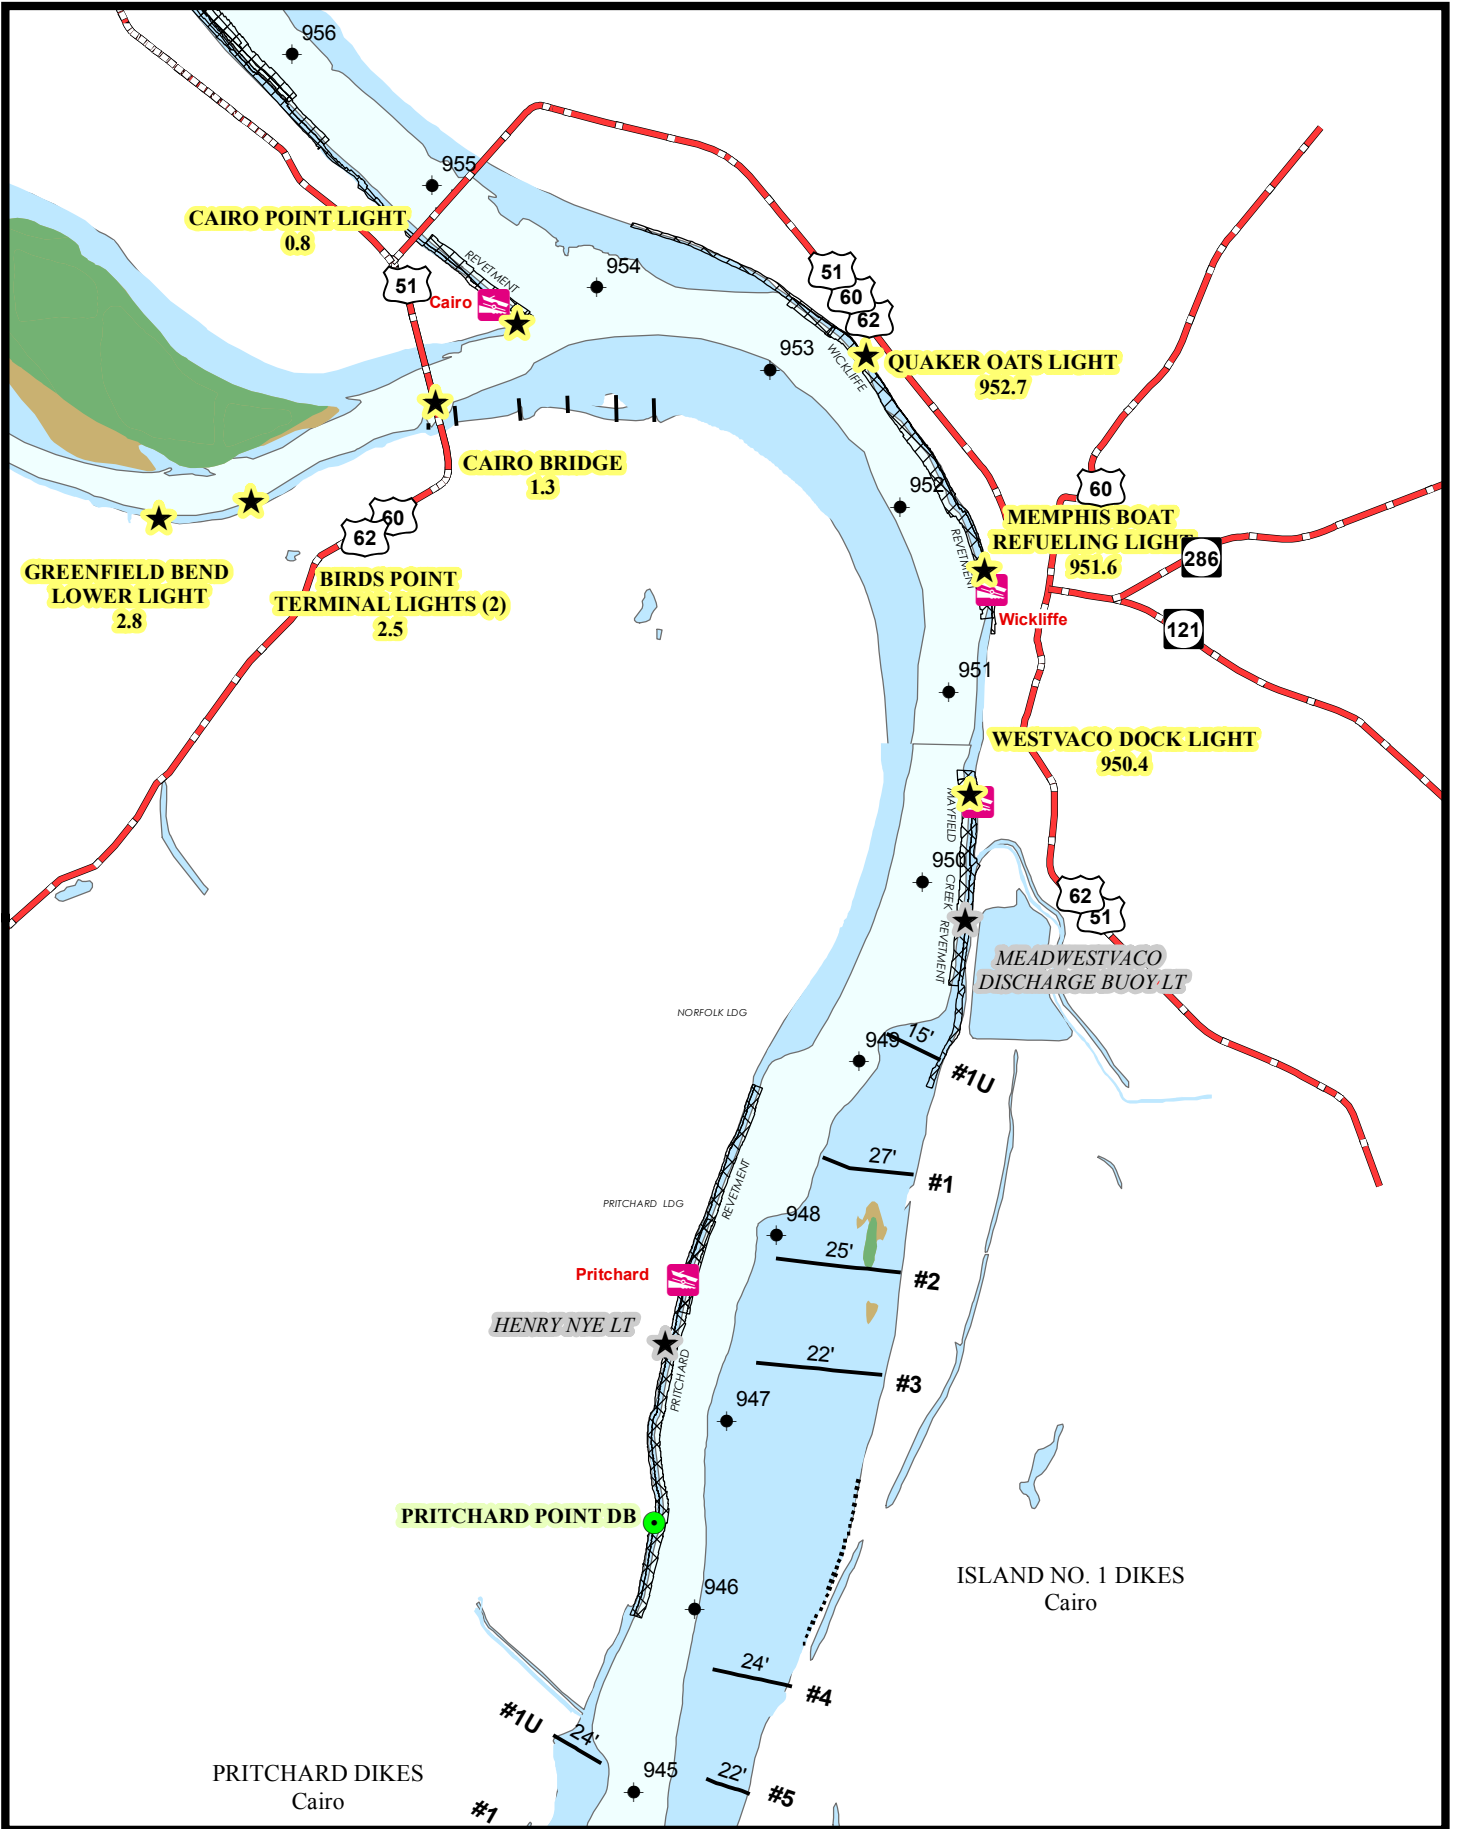 956
955
CAIRO POINT LIGHT
0.8
51
REVETMENT
Cairo
954
51
60
62
953
WICKLIFFE
QUAKER OATS LIGHT
952.7
CAIRO BRIDGE
1.3
952
60
60
62
MEMPHIS BOAT
REFUELING LIGHT
951.6
286
REVETMENT
GREENFIELD BEND
LOWER LIGHT
2.8
BIRDS POINT
TERMINAL LIGHTS (2)
2.5
Wickliffe
121
951
WESTVACO DOCK LIGHT
950.4
MAYFIELD CREEK REVETMENT
950
62
51
MEADWESTVACO
DISCHARGE BUOY LT
NORFOLK LDG
949
15'
#1U
27'
#1
REVETMENT
PRITCHARD LDG
948
25'
#2
Pritchard
HENRY NYE LT
22'
#3
PRITCHARD
947
PRITCHARD POINT DB
946
ISLAND NO. 1 DIKES
Cairo
24'
#4
#1U
24'
945
22'
#5
PRITCHARD DIKES
Cairo
#1